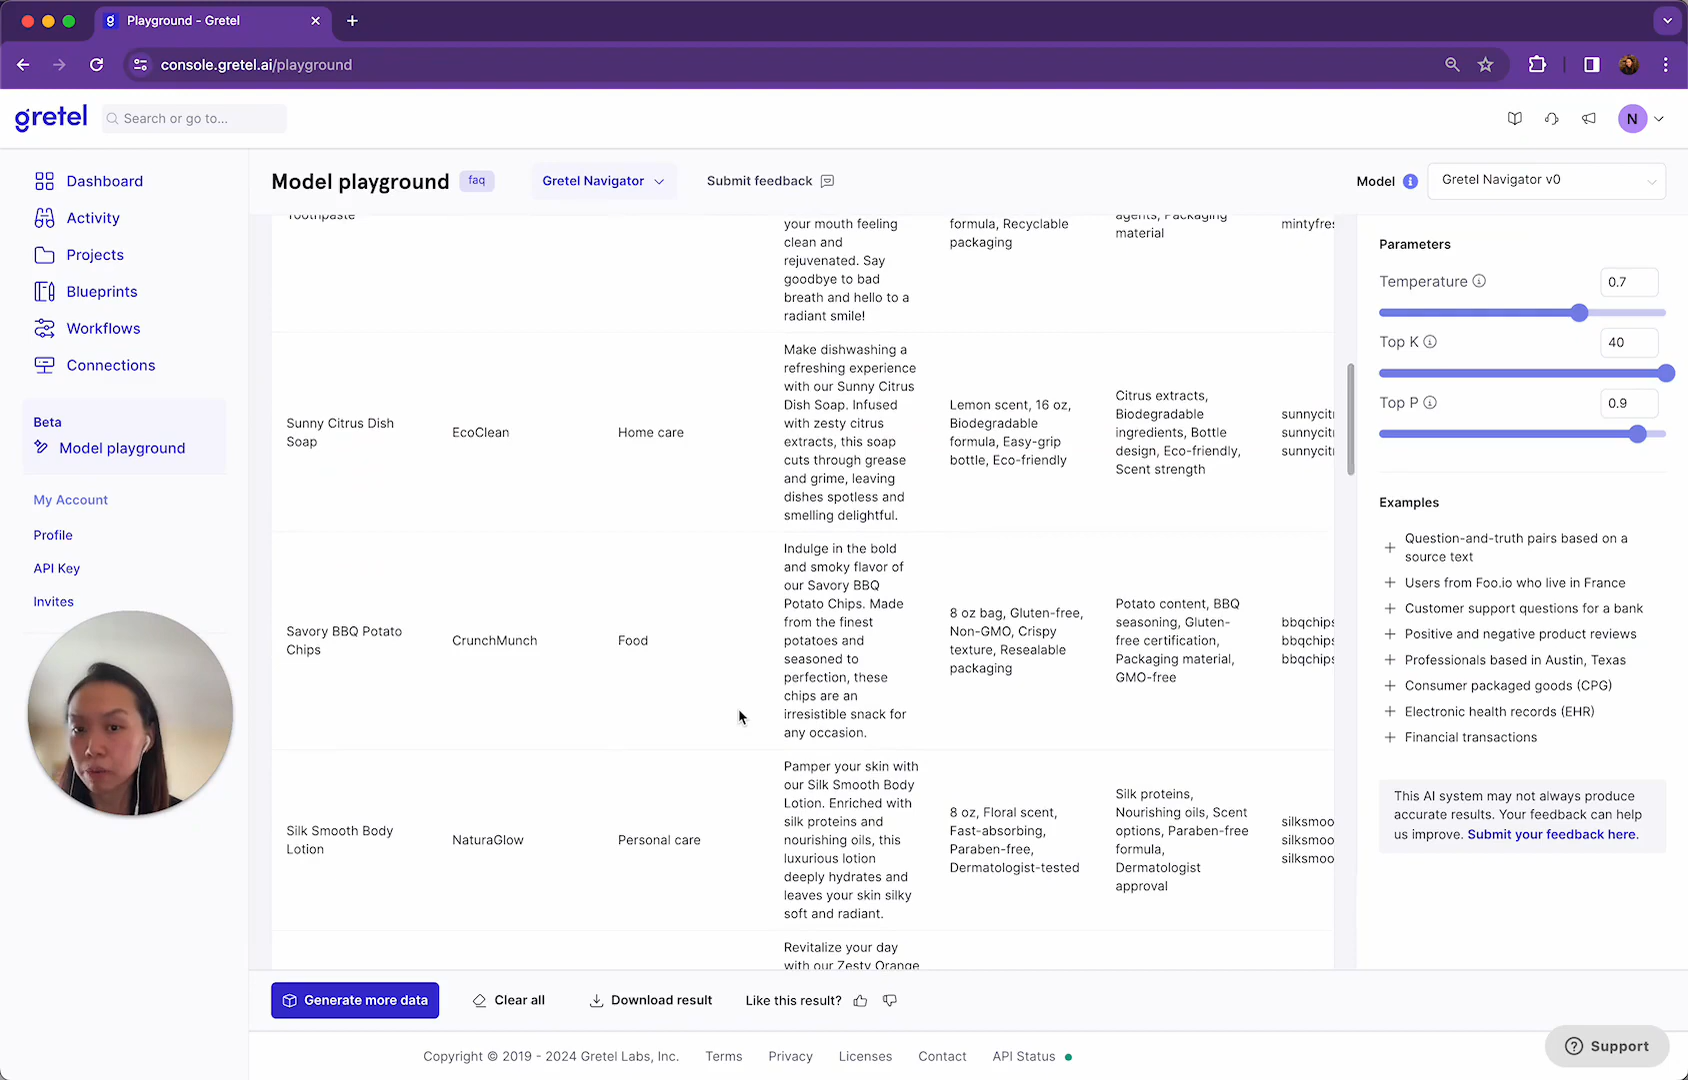 Playground - Gretel
console.gretel.ai/playground
gretel
Search or go to...
N
Dashboard
Activity
Projects
Blueprints
Workflows
Connections
Beta
Model playground
My Account
Profile
API Key
Invites
Model playground
faq
Gretel Navigator
Submit feedback
Model
Gretel Navigator v0
Toothpaste
your mouth feeling
clean and
rejuvenated. Say
goodbye to bad
breath and hello to a
radiant smile!
formula, Recyclable
packaging
agents, Packaging
material
mintyfres
Sunny Citrus Dish
Soap
EcoClean
Home care
Make dishwashing a
refreshing experience
with our Sunny Citrus
Dish Soap. Infused
with zesty citrus
extracts, this soap
cuts through grease
and grime, leaving
dishes spotless and
smelling delightful.
Lemon scent, 16 oz,
Biodegradable
formula, Easy-grip
bottle, Eco-friendly
Citrus extracts,
Biodegradable
ingredients, Bottle
design, Eco-friendly,
Scent strength
sunnycitr
sunnycitr
sunnycitr
Savory BBQ Potato
Chips
CrunchMunch
Food
Indulge in the bold
and smoky flavor of
our Savory BBQ
Potato Chips. Made
from the finest
potatoes and
seasoned to
perfection, these
chips are an
irresistible snack for
any occasion.
8 oz bag, Gluten-free,
Non-GMO, Crispy
texture, Resealable
packaging
Potato content, BBQ
seasoning, Gluten-
free certification,
Packaging material,
GMO-free
bbqchips
bbqchips
bbqchips
Silk Smooth Body
Lotion
NaturaGlow
Personal care
Pamper your skin with
our Silk Smooth Body
Lotion. Enriched with
silk proteins and
nourishing oils, this
luxurious lotion
deeply hydrates and
leaves your skin silky
soft and radiant.
8 oz, Floral scent,
Fast-absorbing,
Paraben-free,
Dermatologist-tested
Silk proteins,
Nourishing oils, Scent
options, Paraben-free
formula,
Dermatologist
approval
silksmoo
silksmoo
silksmoo
Revitalize your day
with our Zesty Orange
Parameters
Temperature
0.7
Top K
40
Top P
0.9
Examples
Question-and-truth pairs based on a
source text
Users from Foo.io who live in France
Customer support questions for a bank
Positive and negative product reviews
Professionals based in Austin, Texas
Consumer packaged goods (CPG)
Electronic health records (EHR)
Financial transactions
This AI system may not always produce
accurate results. Your feedback can help
us improve. Submit your feedback here.
Generate more data
Clear all
Download result
Like this result?
Copyright © 2019 - 2024 Gretel Labs, Inc.
Terms
Privacy
Licenses
Contact
API Status
Support